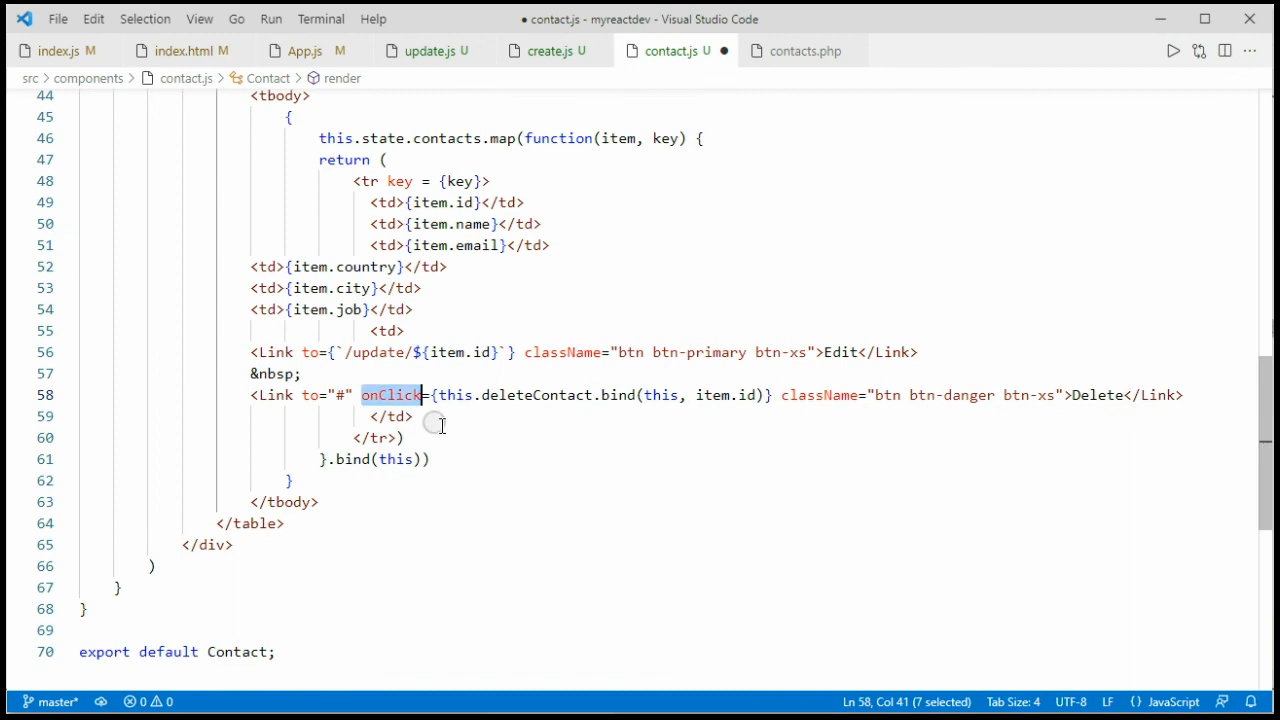 File Edit Selection View Go Run Terminal Help ● contact.js - myreactdev - Visual Studio Code
index.js M index.html M App.js M update.js U create.js U contact.js U ● contacts.php
src > components > contact.js > Contact > render
44 <tbody>
45 {
46 this.state.contacts.map(function(item, key) {
47 return (
48 <tr key = {key}>
49 <td>{item.id}</td>
50 <td>{item.name}</td>
51 <td>{item.email}</td>
52 <td>{item.country}</td>
53 <td>{item.city}</td>
54 <td>{item.job}</td>
55 <td>
56 <Link to={`/update/${item.id}`} className="btn btn-primary btn-xs">Edit</Link>
57 &nbsp;
58 <Link to="#" onClick={this.deleteContact.bind(this, item.id)} className="btn btn-danger btn-xs">Delete</Link>
59 </td>
60 </tr>)
61 }.bind(this))
62 }
63 </tbody>
64 </table>
65 </div>
66 )
67 }
68 }
69
70 export default Contact;
master* 0 0 Ln 58, Col 41 (7 selected) Tab Size: 4 UTF-8 LF {} JavaScript